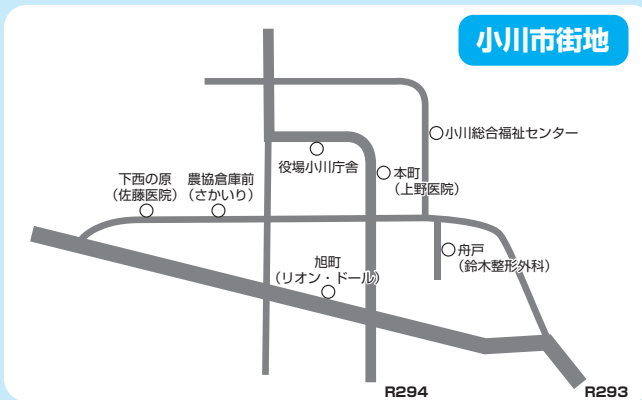 小川市街地
小川総合福祉センター
役場小川庁舎
本町
(上野医院)
下西の原
(佐藤医院)
農協倉庫前
(さかいり)
舟戸
(鈴木整形外科)
旭町
(リオン・ドール)
R294
R293